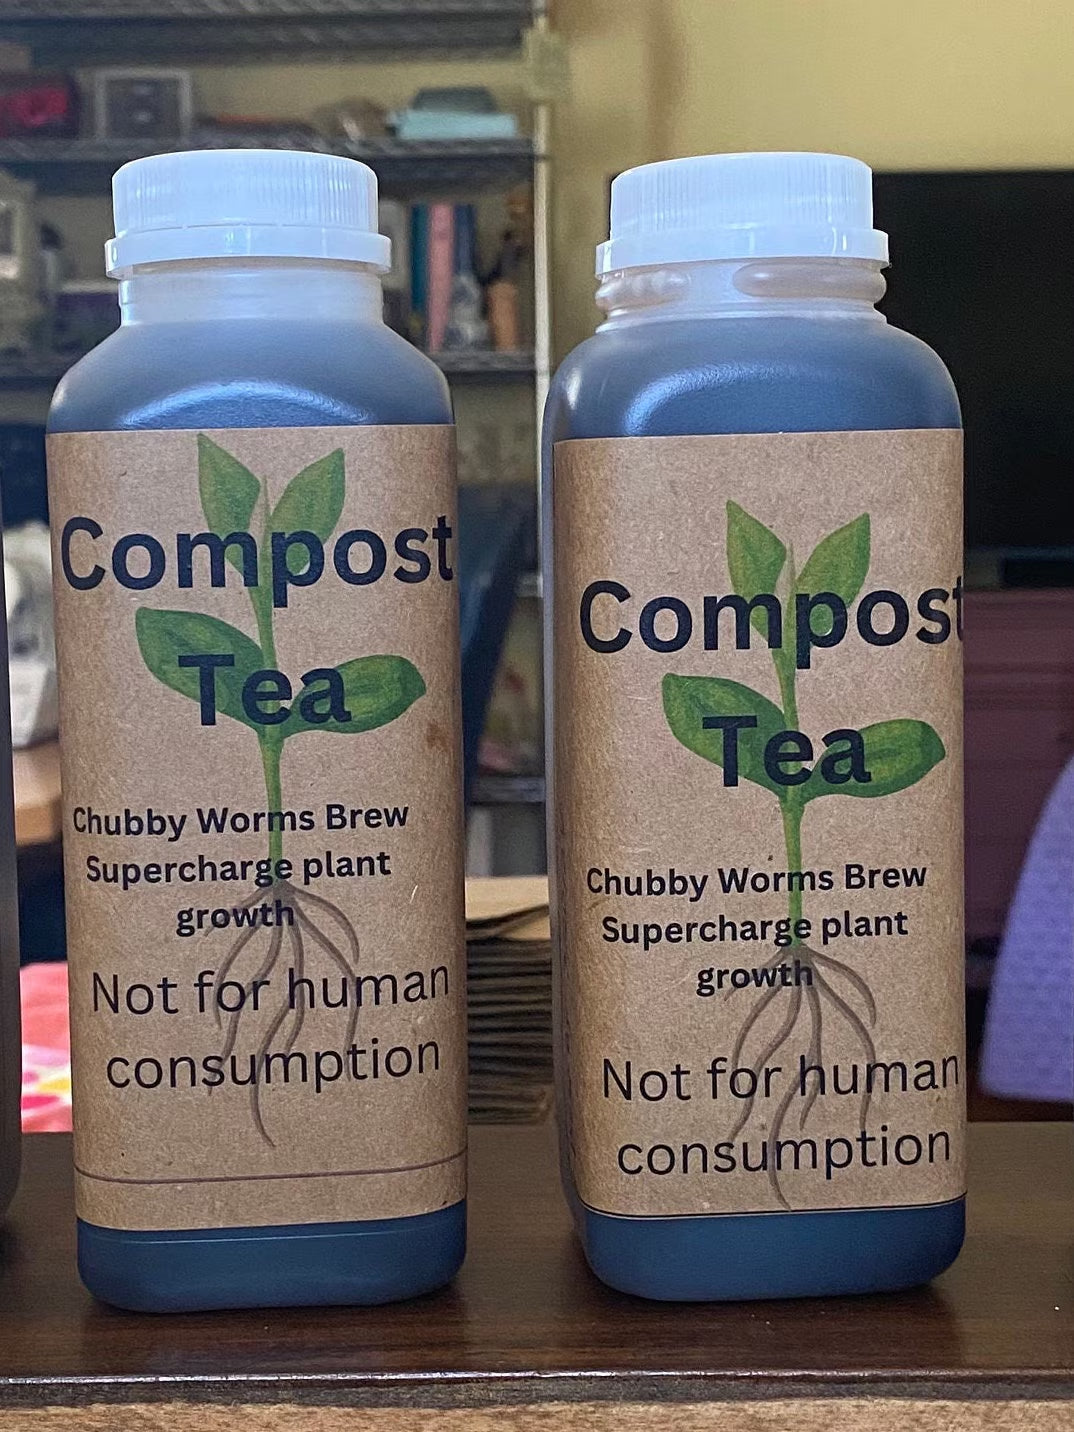 Compost
Tea
Chubby Worms Brew
Supercharge plant
growth
Not for human
consumption
Compost
Tea
Chubby Worms Brew
Supercharge plant
growth
Not for human
consumption